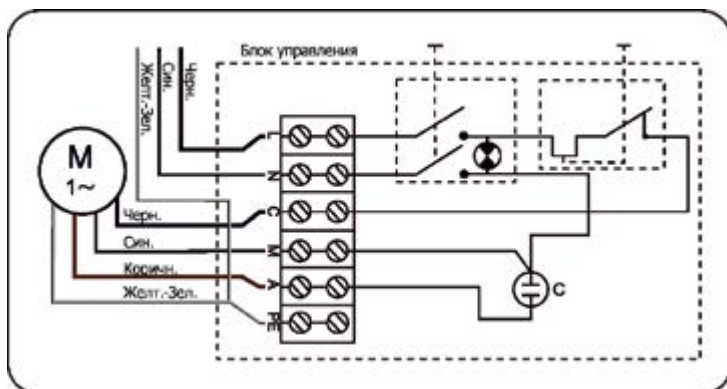 Блок управления
Желт.-Зел.
Син.
Черн.
М
1~
L
N
C
M
A
PE
Черн.
Син.
Коричн.
Желт.-Зел.
C